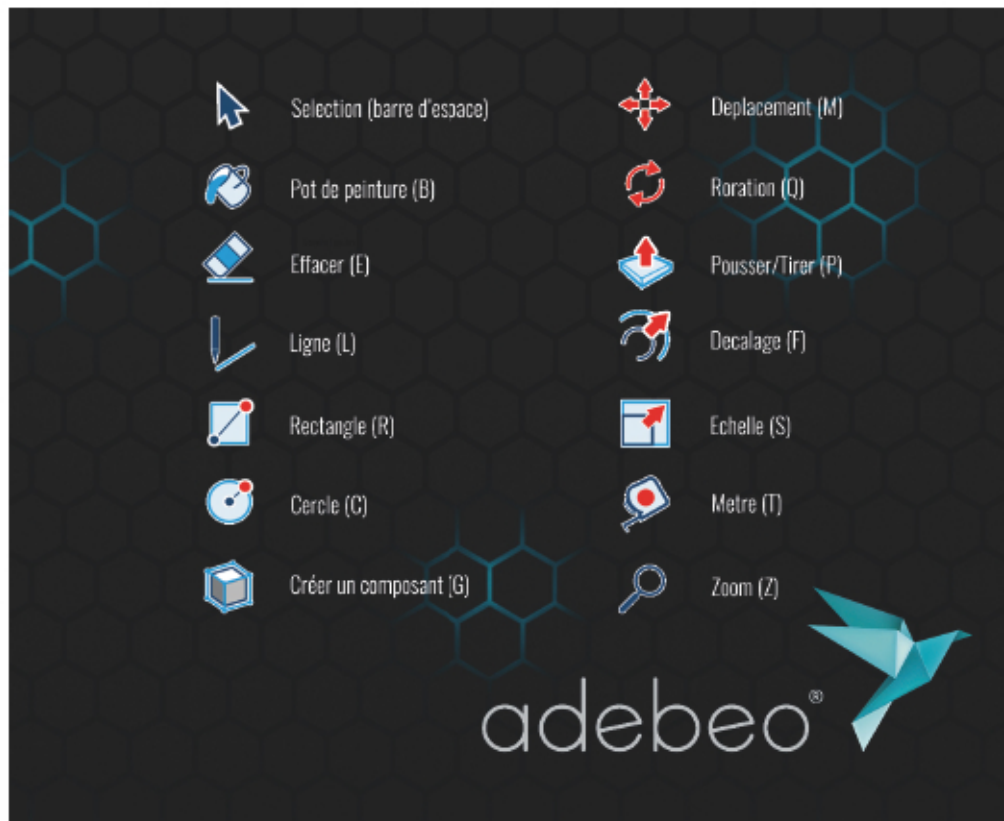 Selection (barre d'espace)
Pot de peinture (B)
Effacer (E)
Ligne (L)
Rectangle (R)
Cercle (C)
Créer un composant (G)
Deplacement (M)
Roration (Q)
Pousser/Tirer (P)
Decalage (F)
Echelle (S)
Metre (T)
Zoom (Z)
adebeo®